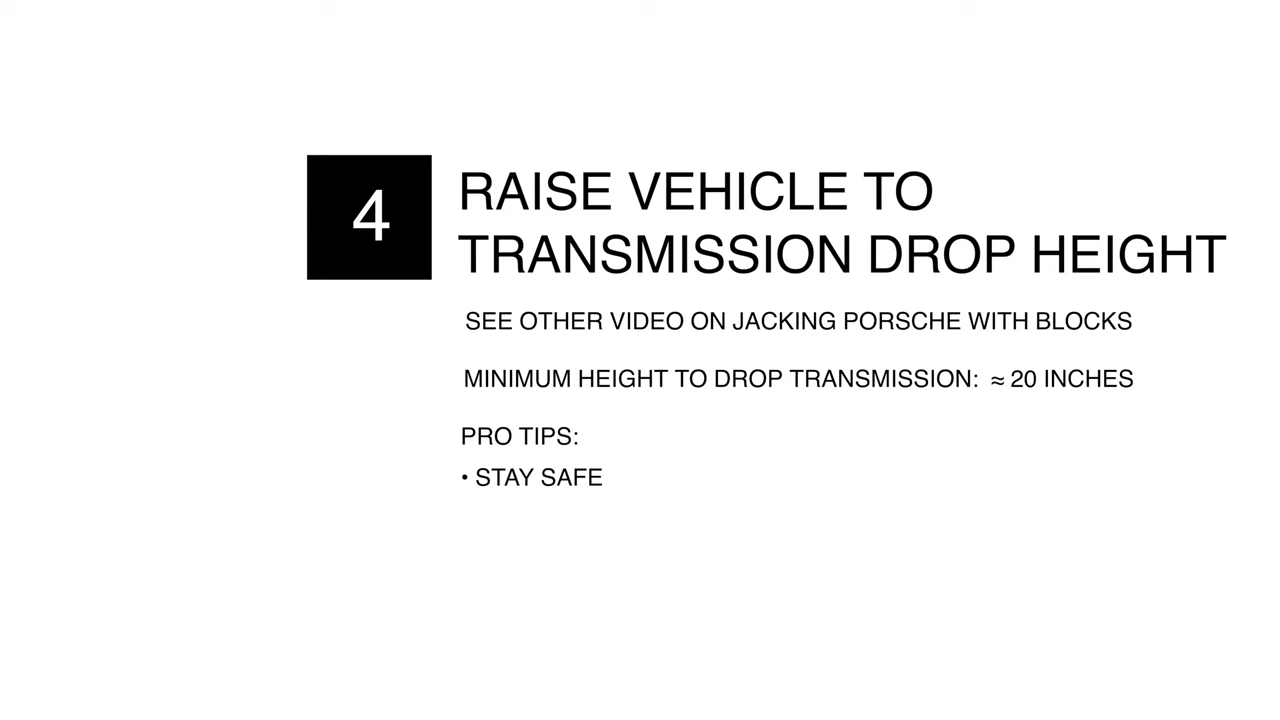 4
RAISE VEHICLE TO
TRANSMISSION DROP HEIGHT
SEE OTHER VIDEO ON JACKING PORSCHE WITH BLOCKS
MINIMUM HEIGHT TO DROP TRANSMISSION: ≈ 20 INCHES
PRO TIPS:
• STAY SAFE